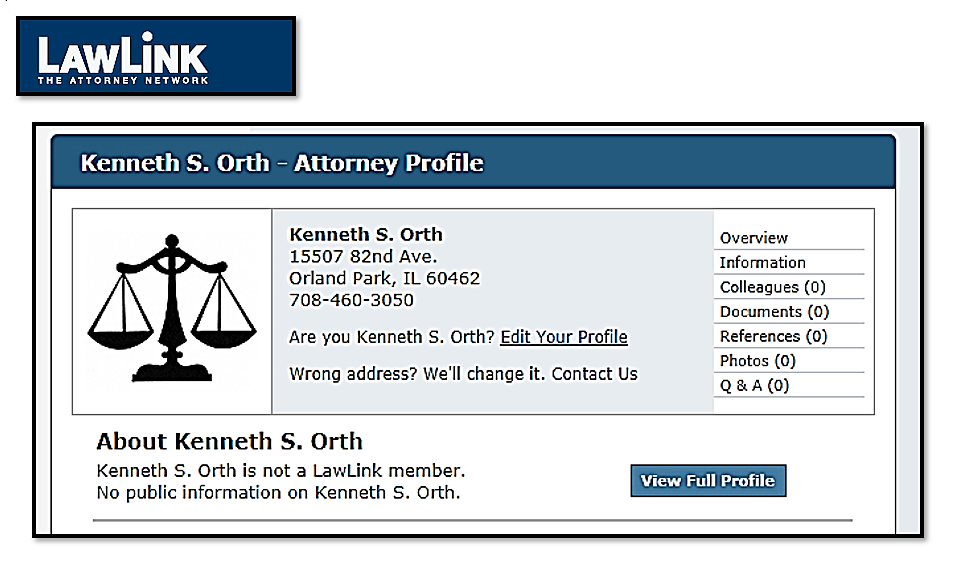 LAWLINK
THE ATTORNEY NETWORK
Kenneth S. Orth - Attorney Profile
Kenneth S. Orth
15507 82nd Ave.
Orland Park, IL 60462
708-460-3050
Are you Kenneth S. Orth? Edit Your Profile
Wrong address? We'll change it. Contact Us
Overview
Information
Colleagues (0)
Documents (0)
References (0)
Photos (0)
Q & A (0)
About Kenneth S. Orth
Kenneth S. Orth is not a LawLink member.
No public information on Kenneth S. Orth.
View Full Profile